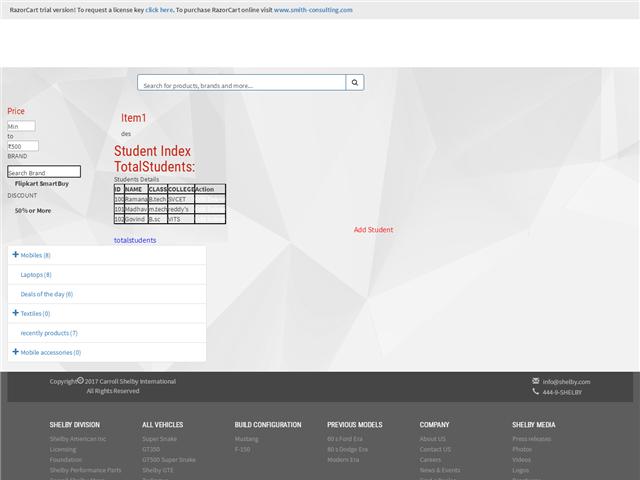 RazorCart trial version! To request a license key click here. To purchase RazorCart online visit www.smith-consulting.com
Search for products, brands and more...
Price
Min
to
₹500
BRAND
Search Brand
Flipkart SmartBuy
DISCOUNT
50% or More
Item1
des
Student Index
TotalStudents:
Students Details
ID NAME CLASS COLLEGE Action
100 Ramana B.tech SVCET
101 Madhav m.tech reddy's
102 Govind B.sc VITS
Add Student
totalstudents
Mobiles (8)
Laptops (8)
Deals of the day (6)
Textiles (0)
recently products (7)
Mobile accessories (0)
Copyright© 2017 Carroll Shelby International
All Rights Reserved
info@shelby.com
444-9-SHELBY
SHELBY DIVISION
Shelby American Inc
Licensing
Foundation
Shelby Performance Parts
ALL VEHICLES
Super Snake
GT350
GT500 Super Snake
Shelby GTE
BUILD CONFIGURATION
Mustang
F-150
PREVIOUS MODELS
60 s Ford Era
80 s Dodge Era
Modern Era
COMPANY
About US
Contact US
Careers
News & Events
SHELBY MEDIA
Press releases
Photos
Videos
Logos